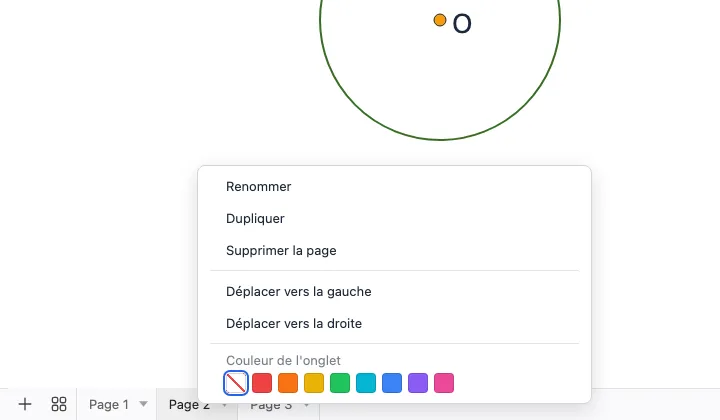 O
Renommer
Dupliquer
Supprimer la page
Déplacer vers la gauche
Déplacer vers la droite
Couleur de l'onglet
Page 1
Page 2
Page 3